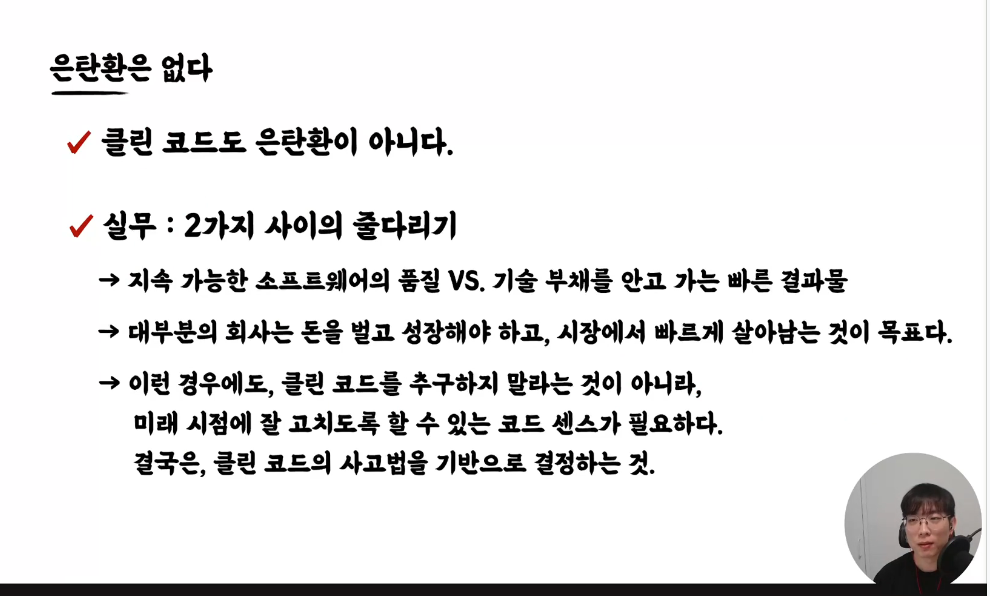 은탄환은 없다
✓ 클린 코드도 은탄환이 아니다.
✓ 실무 : 2가지 사이의 줄다리기
→ 지속 가능한 소프트웨어의 품질 VS. 기술 부채를 안고 가는 빠른 결과물
→ 대부분의 회사는 돈을 벌고 성장해야 하고, 시장에서 빠르게 살아남는 것이 목표다.
→ 이런 경우에도, 클린 코드를 추구하지 말라는 것이 아니라,
미래 시점에 잘 고치도록 할 수 있는 코드 센스가 필요하다.
결국은, 클린 코드의 사고법을 기반으로 결정하는 것.